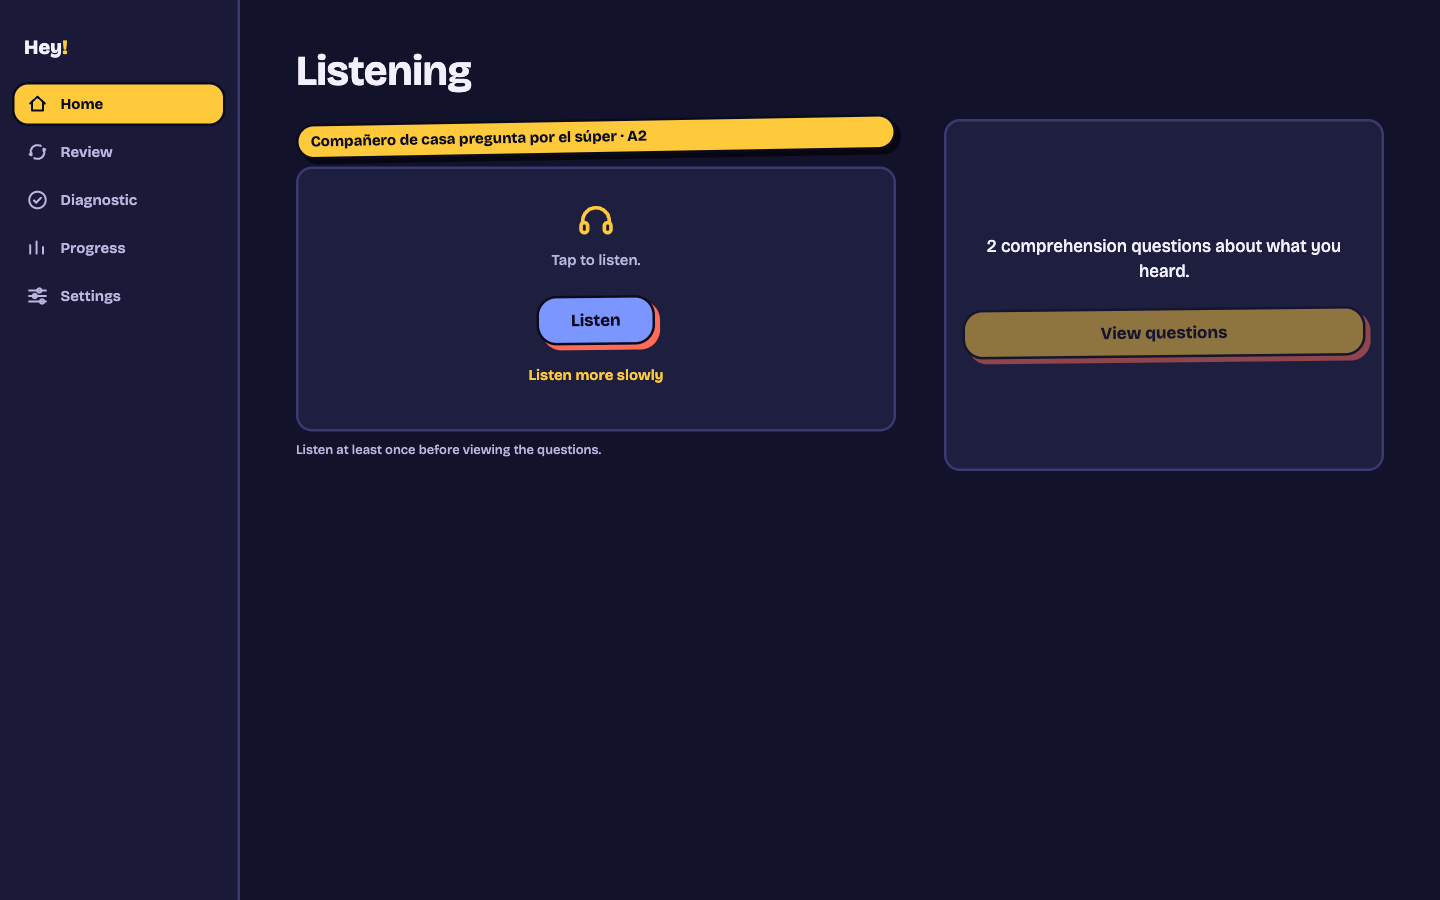 Hey!
Home
Review
Diagnostic
Progress
Settings
Listening
Compañero de casa pregunta por el súper · A2
Tap to listen.
Listen
Listen more slowly
Listen at least once before viewing the questions.
2 comprehension questions about what you
heard.
View questions